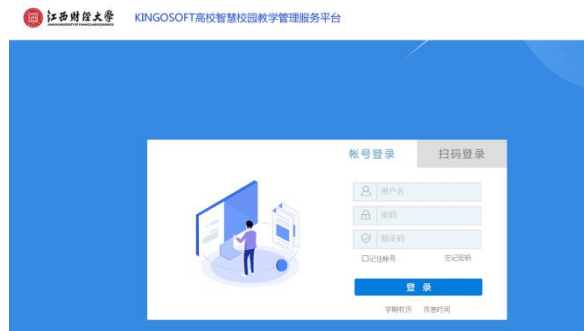 江西财经大学 KINGOSOFT高校智慧校园教学管理服务平台
帐号登录 扫码登录
用户名
密码
验证码
记住帐号 忘记密码
登 录
学期校历 作息时间